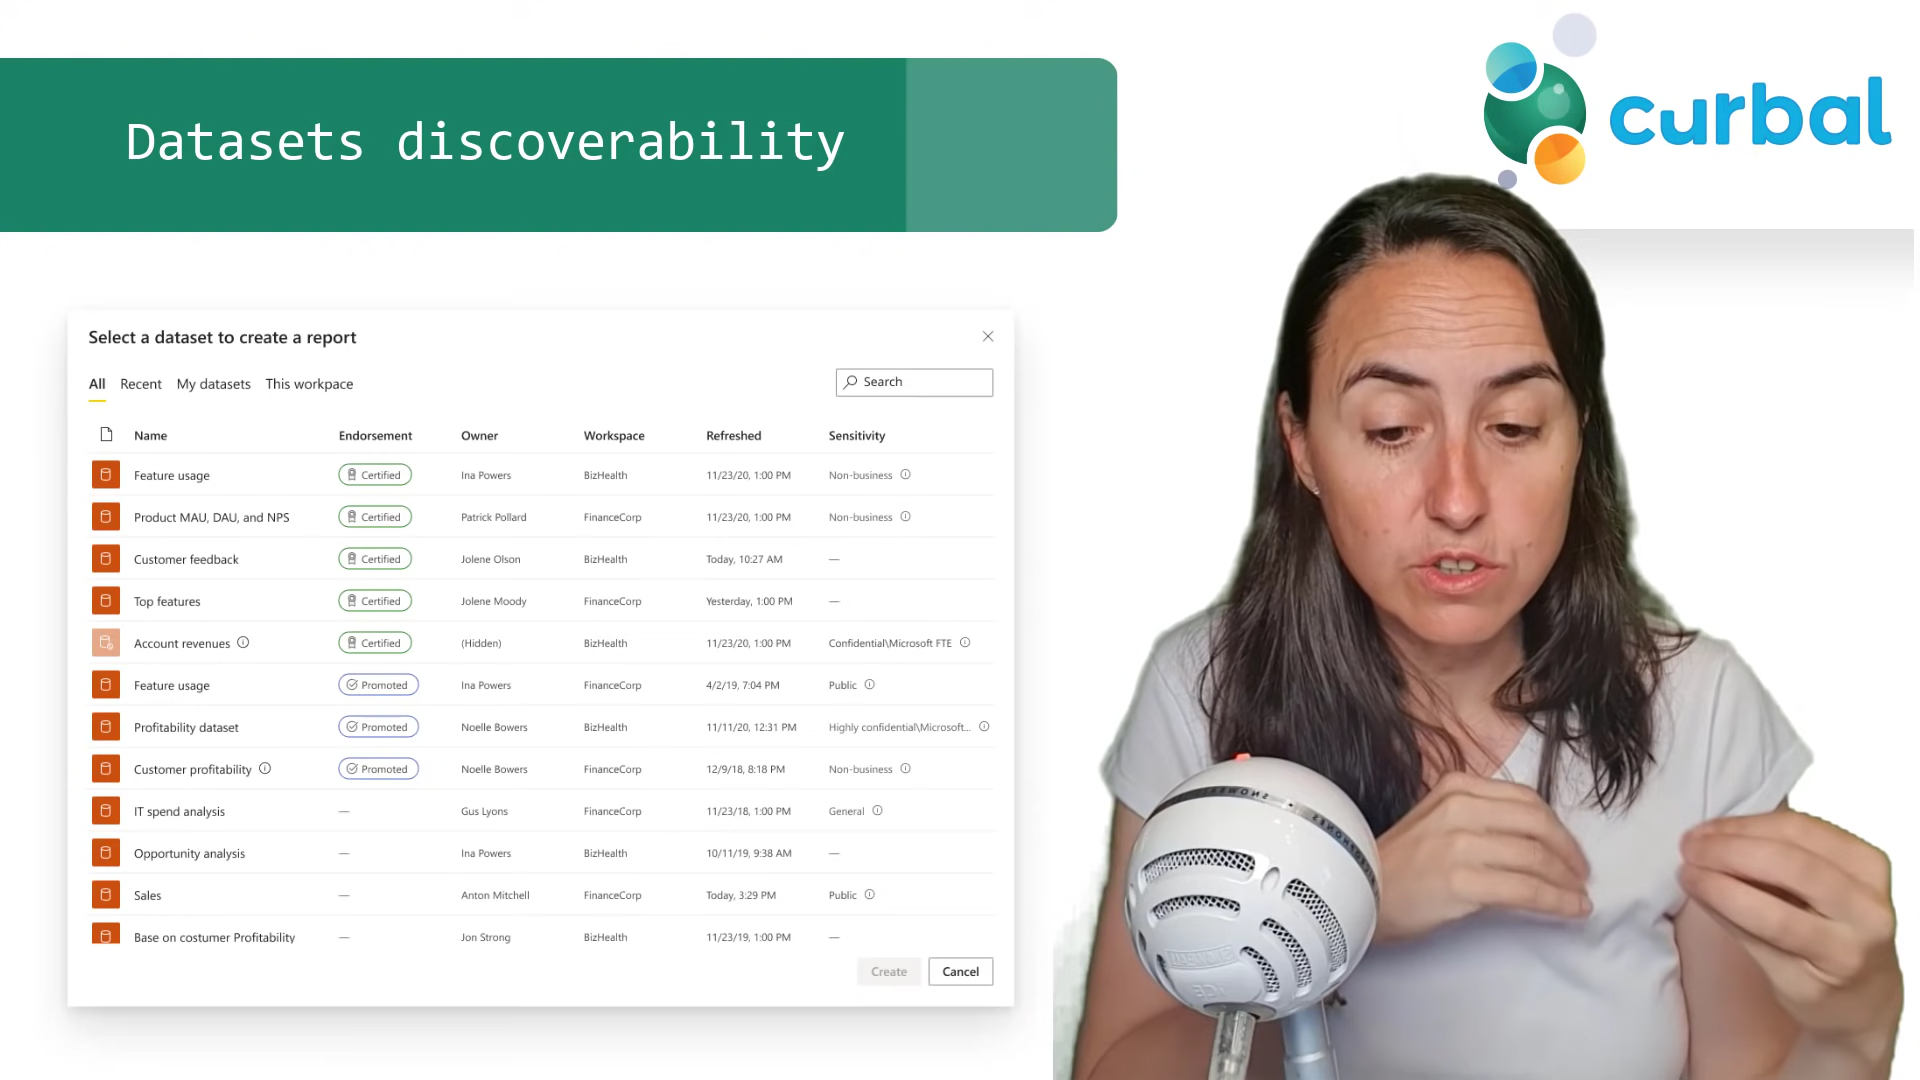 Datasets discoverability
curbal
Select a dataset to create a report
All Recent My datasets This workpace
Search
Name Endorsement Owner Workspace Refreshed Sensitivity
Feature usage Certified Ina Powers BizHealth 11/23/20, 1:00 PM Non-business
Product MAU, DAU, and NPS Certified Patrick Pollard FinanceCorp 11/23/20, 1:00 PM Non-business
Customer feedback Certified Jolene Olson BizHealth Today, 10:27 AM —
Top features Certified Jolene Moody FinanceCorp Yesterday, 1:00 PM —
Account revenues Certified (Hidden) BizHealth 11/23/20, 1:00 PM Confidential\Microsoft FTE
Feature usage Promoted Ina Powers FinanceCorp 4/2/19, 7:04 PM Public
Profitability dataset Promoted Noelle Bowers BizHealth 11/11/20, 12:31 PM Highly confidential\Microsoft...
Customer profitability Promoted Noelle Bowers FinanceCorp 12/9/18, 8:18 PM Non-business
IT spend analysis — Gus Lyons FinanceCorp 11/23/18, 1:00 PM General
Opportunity analysis — Ina Powers BizHealth 10/11/19, 9:38 AM —
Sales — Anton Mitchell FinanceCorp Today, 3:29 PM Public
Base on costumer Profitability — Jon Strong BizHealth 11/23/19, 1:00 PM —
Create Cancel